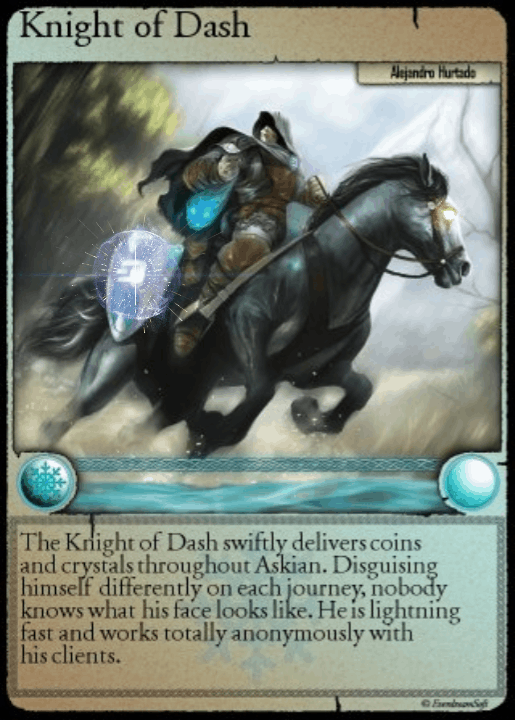 Knight of Dash
Alejandro Hurtado
The Knight of Dash swiftly delivers coins
and crystals throughout Askian. Disguising
himself differently on each journey, nobody
knows what his face looks like. He is lightning
fast and works totally anonymously with
his clients.
© EverdreamSoft